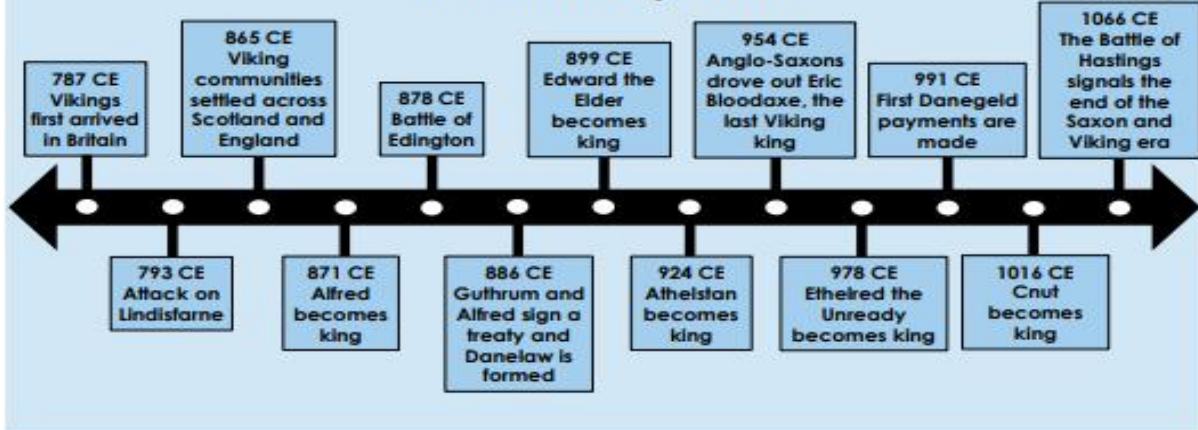 787 CE
Vikings
first arrived
in Britain
793 CE
Attack on
Lindisfarne
865 CE
Viking
communities
settled across
Scotland and
England
871 CE
Alfred
becomes
king
878 CE
Battle of
Edington
886 CE
Guthrum and
Alfred sign a
treaty and
Danelaw is
formed
899 CE
Edward the
Elder
becomes
king
924 CE
Athelstan
becomes
king
954 CE
Anglo-Saxons
drove out Eric
Bloodaxe, the
last Viking
king
978 CE
Ethelred the
Unready
becomes king
991 CE
First Danegeld
payments are
made
1016 CE
Cnut
becomes
king
1066 CE
The Battle of
Hastings
signals the
end of the
Saxon and
Viking era